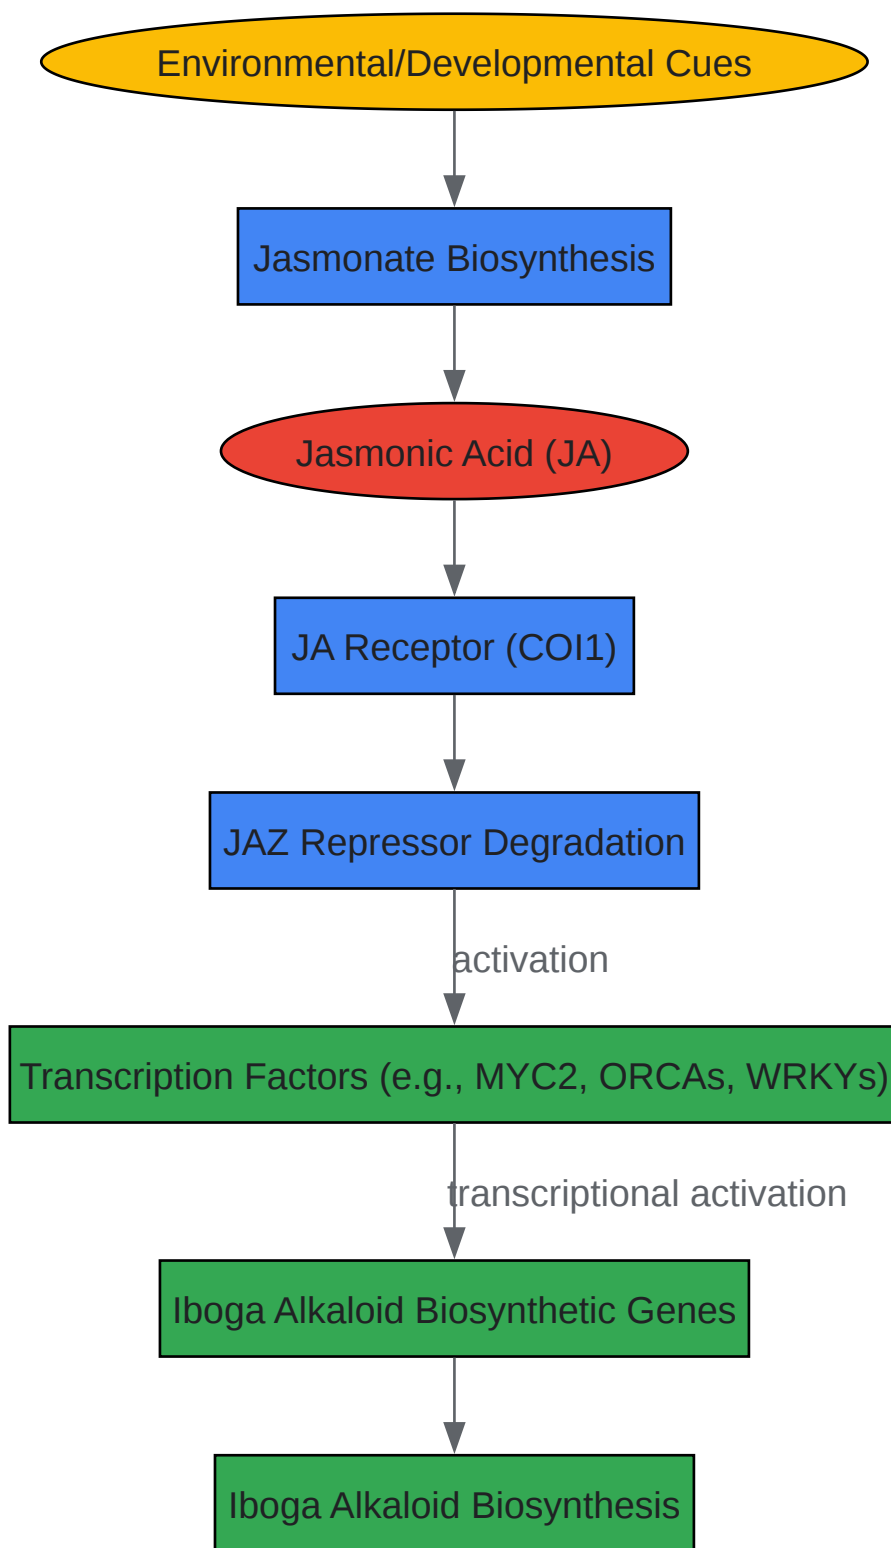 Environmental/Developmental Cues
Jasmonate Biosynthesis
Jasmonic Acid (JA)
JA Receptor (COI1)
JAZ Repressor Degradation
activation
Transcription Factors (e.g., MYC2, ORCAs, WRKYs)
transcriptional activation
Iboga Alkaloid Biosynthetic Genes
Iboga Alkaloid Biosynthesis